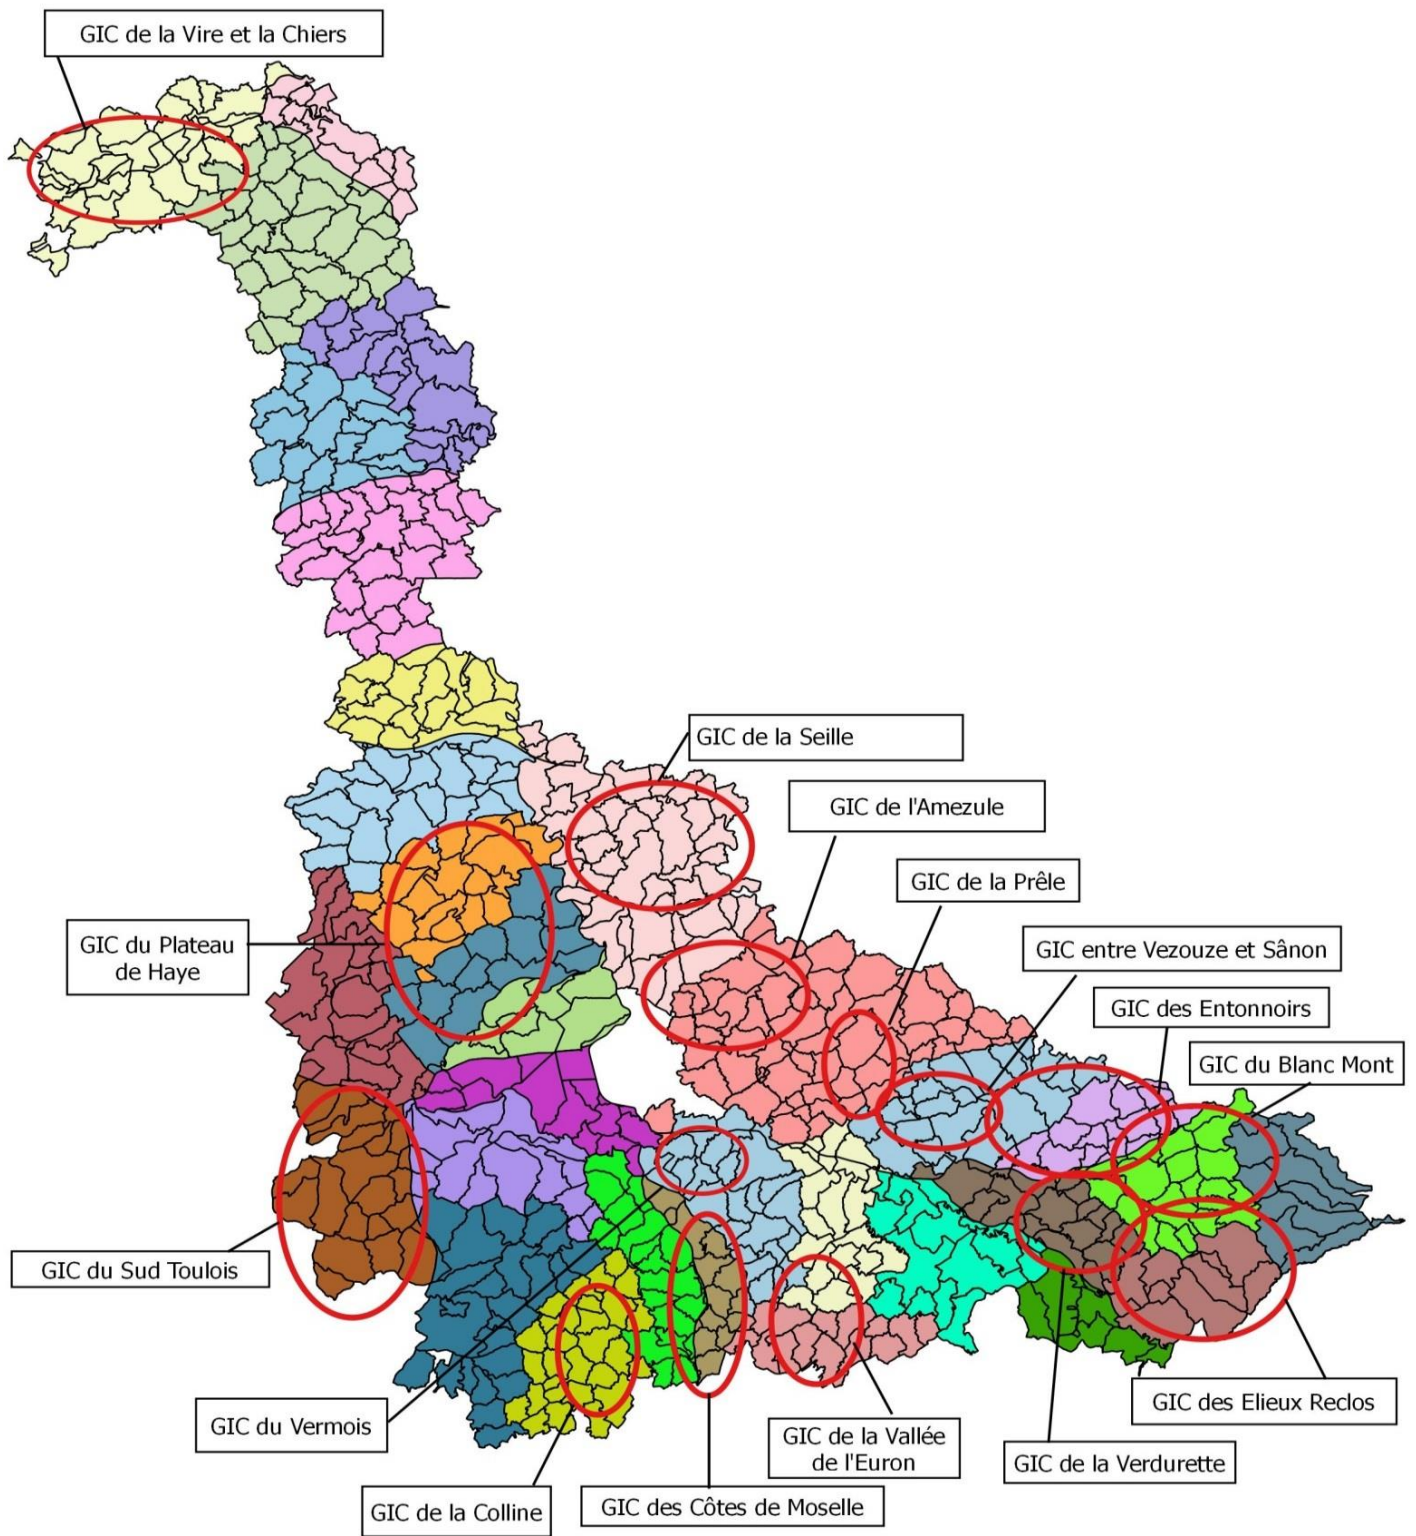 GIC de la Vire et la Chiers
GIC de la Seille
GIC de l'Amezule
GIC de la Prêle
GIC du Plateau
de Haye
GIC entre Vezouze et Sânon
GIC des Entonnoirs
GIC du Blanc Mont
GIC du Sud Toulois
GIC des Elieux Reclos
GIC du Vermois
GIC de la Vallée
de l'Euron
GIC de la Verdurette
GIC de la Colline
GIC des Côtes de Moselle